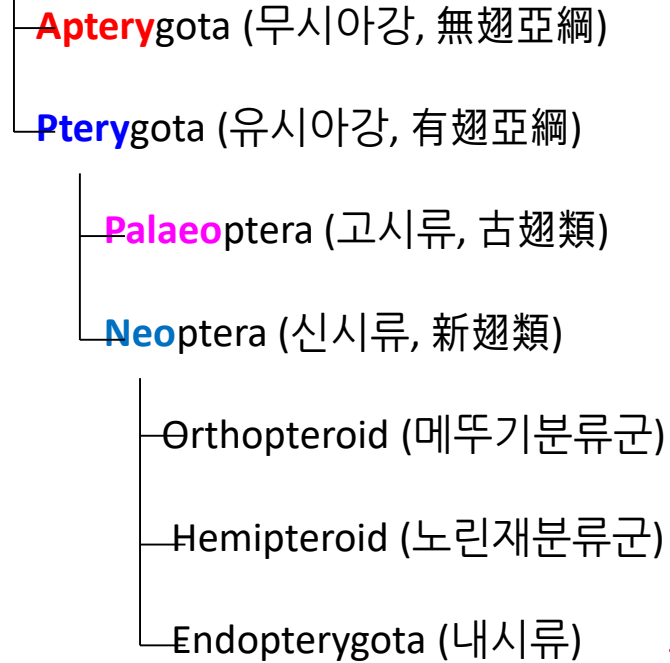 Apterygota (무시아강, 無翅亞綱)
Pterygota (유시아강, 有翅亞綱)
Palaeoptera (고시류, 古翅類)
Neoptera (신시류, 新翅類)
Orthopteroid (메뚜기분류군)
Hemipteroid (노린재분류군)
Endopterygota (내시류)